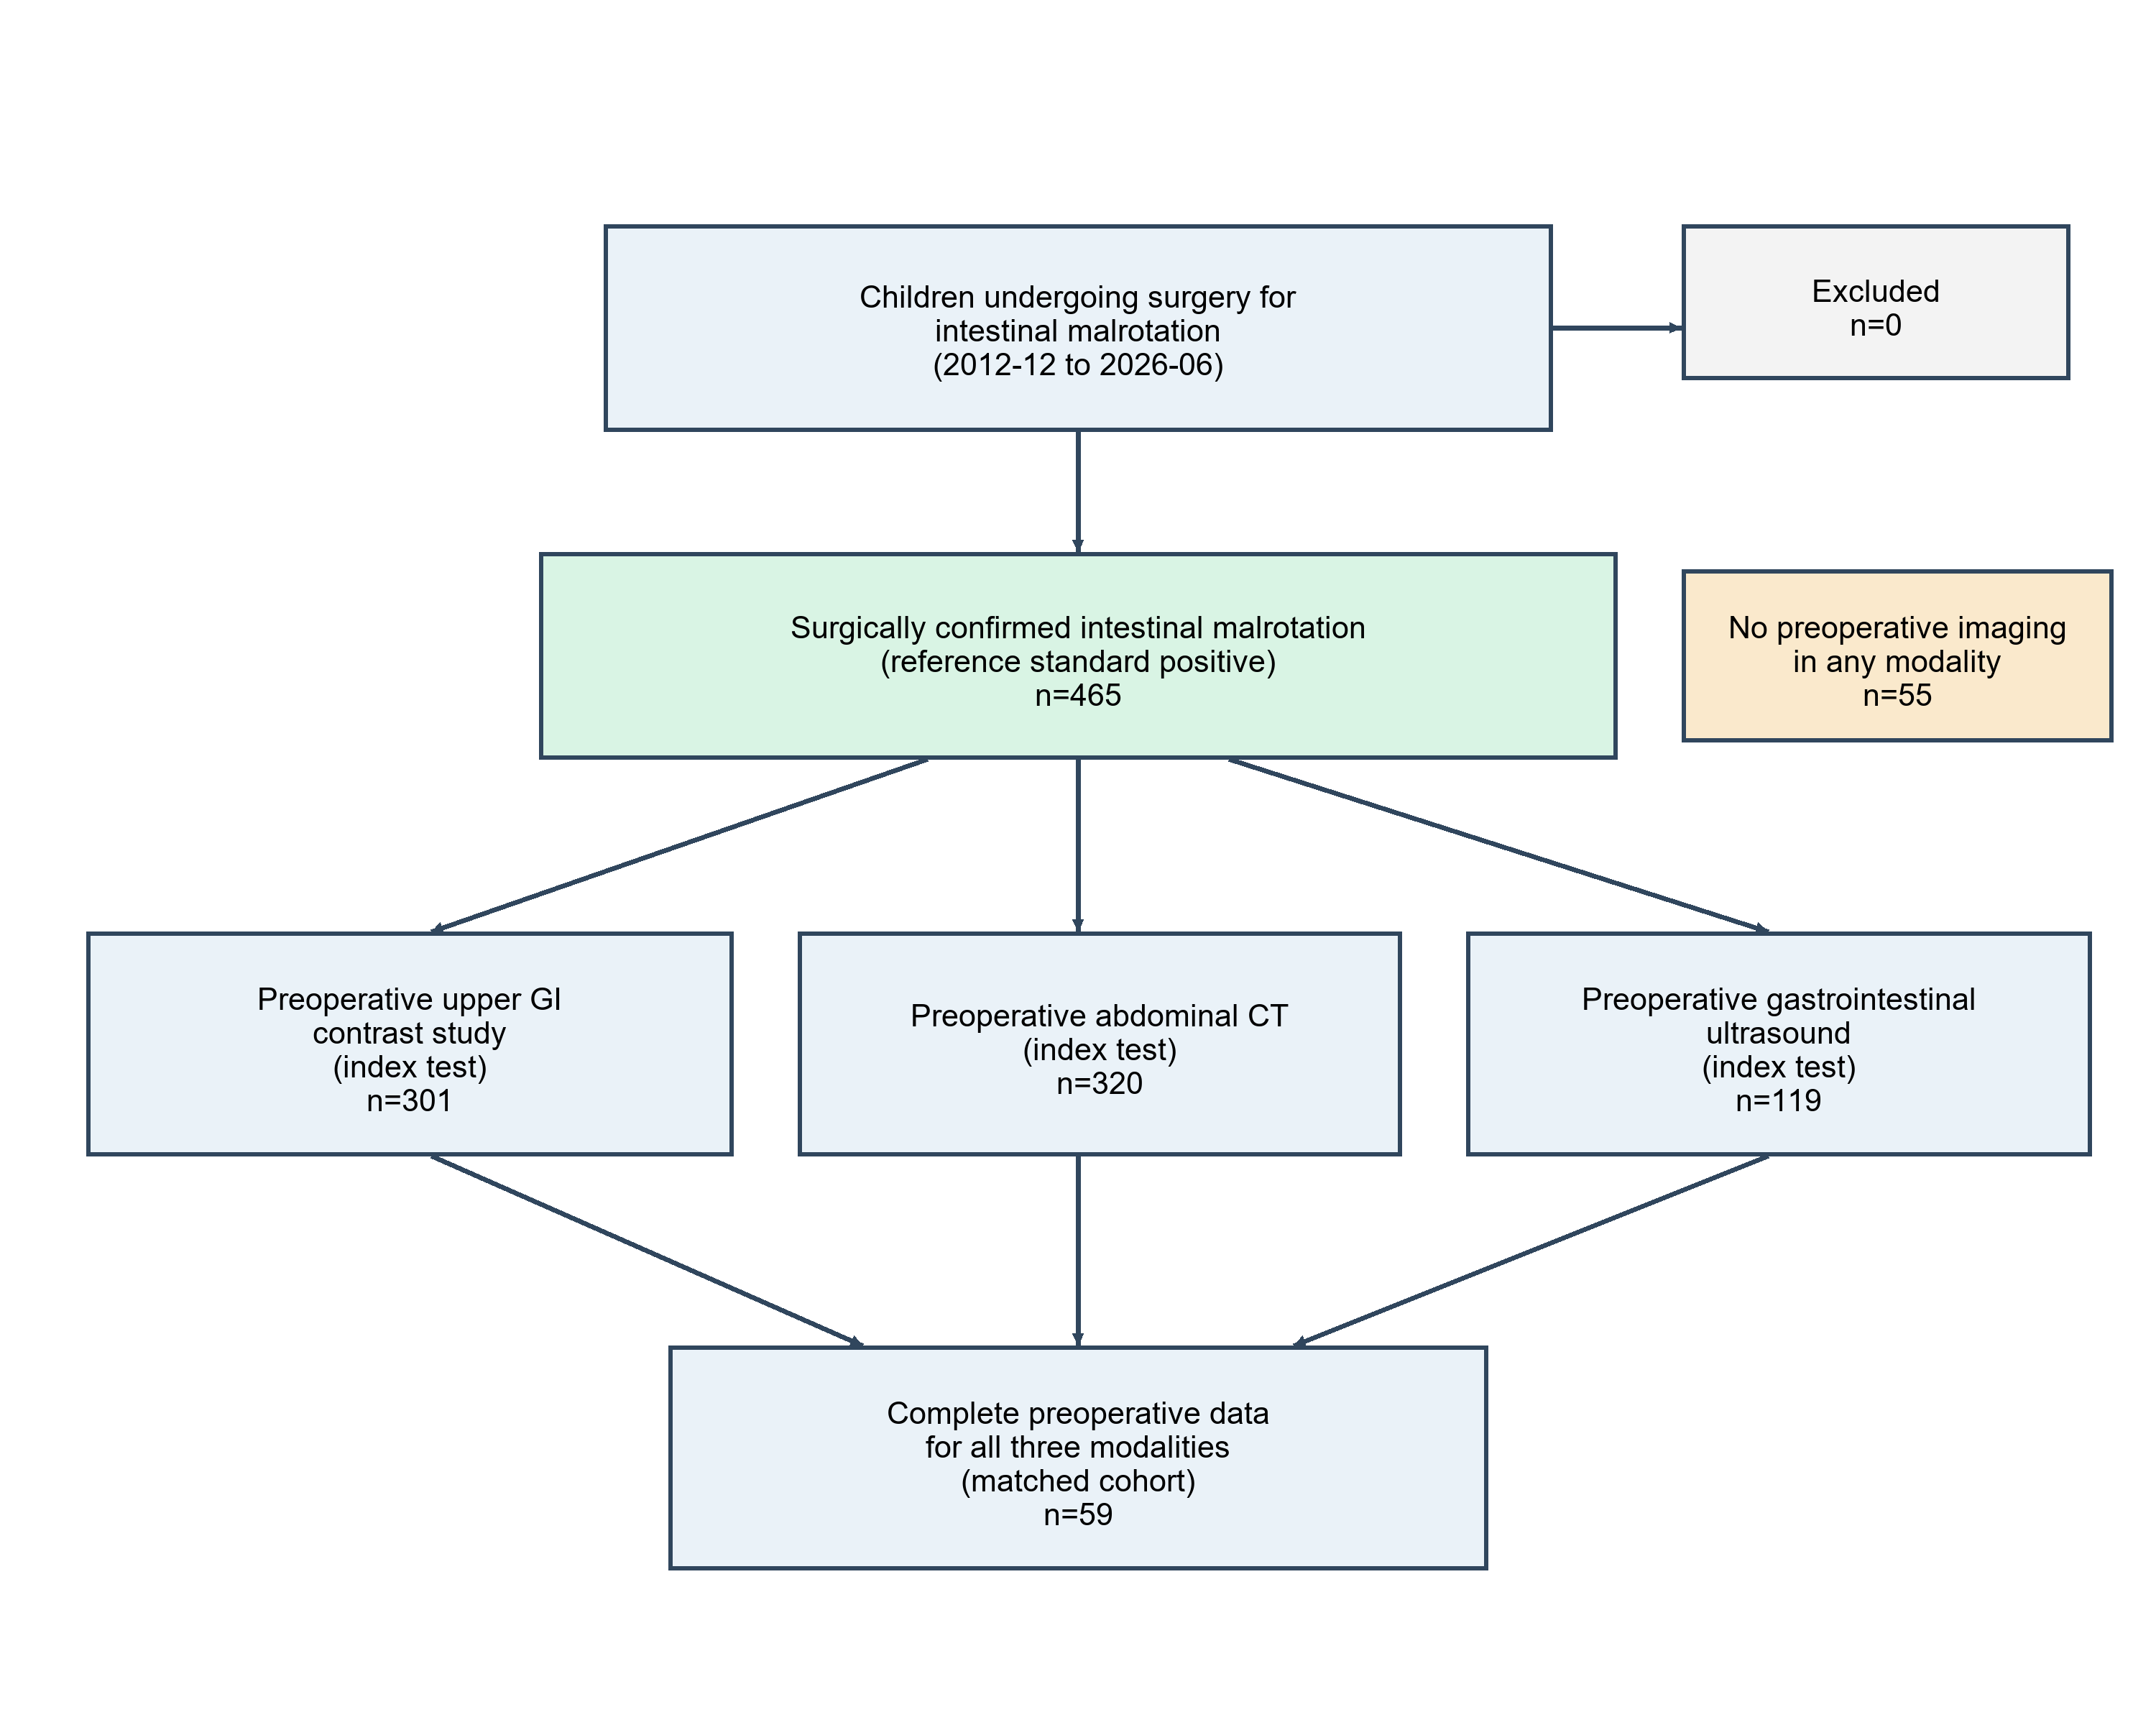 Children undergoing surgery for
intestinal malrotation
(2012-12 to 2026-06)
Excluded
n=0
Surgically confirmed intestinal malrotation
(reference standard positive)
n=465
No preoperative imaging
in any modality
n=55
Preoperative upper GI
contrast study
(index test)
n=301
Preoperative abdominal CT
(index test)
n=320
Preoperative gastrointestinal
ultrasound
(index test)
n=119
Complete preoperative data
for all three modalities
(matched cohort)
n=59